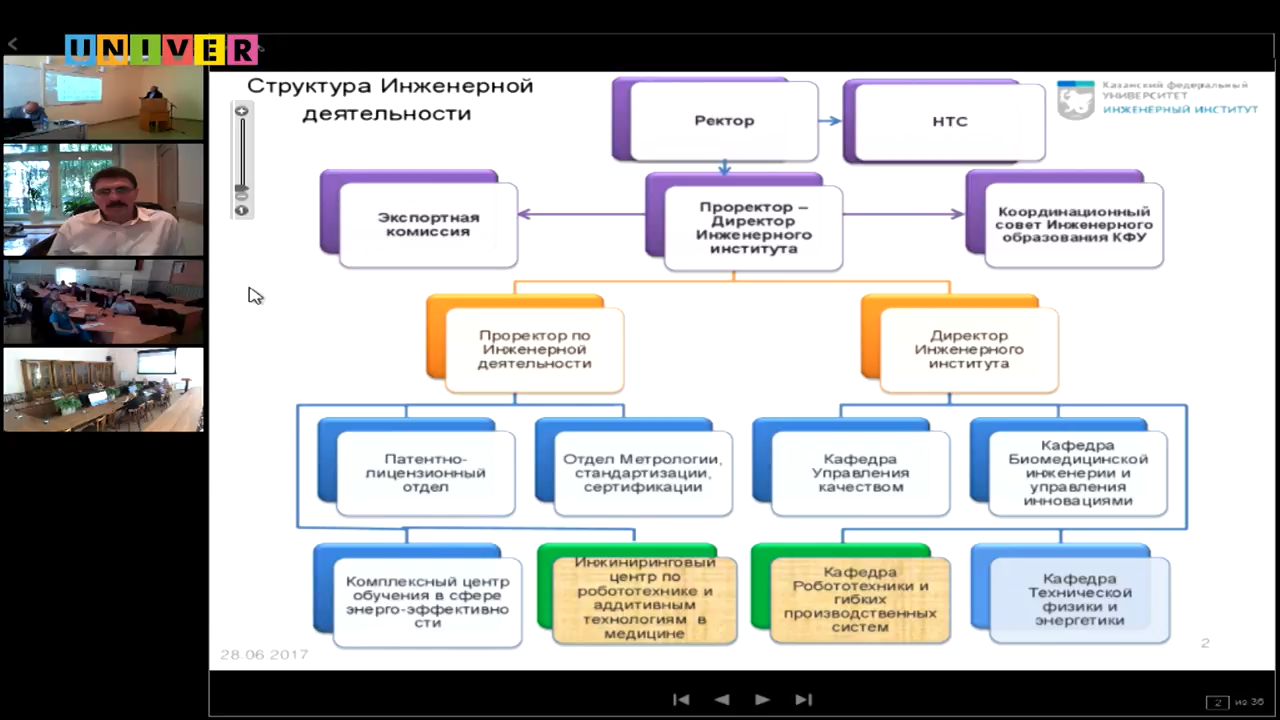 UNIVER
Структура Инженерной
деятельности
Ректор
НТС
Казанский федеральный
УНИВЕРСИТЕТ
ИНЖЕНЕРНЫЙ ИНСТИТУТ
Экспортная
комиссия
Проректор –
Директор
Инженерного
института
Координационный
совет Инженерного
образования КФУ
Проректор по
Инженерной
деятельности
Директор
Инженерного
института
Патентно-
лицензионный
отдел
Отдел Метрологии,
стандартизации,
сертификации
Кафедра
Управления
качеством
Кафедра
Биомедицинской
инженерии и
управления
инновациями
Комплексный центр
обучения в сфере
энерго-эффективно
сти
Инжиниринговый
центр по
робототехнике и
аддитивным
технологиям в
медицине
Кафедра
Робототехники и
гибких
производственных
систем
Кафедра
Технической
физики и
энергетики
28.06.2017
2
2 из 36